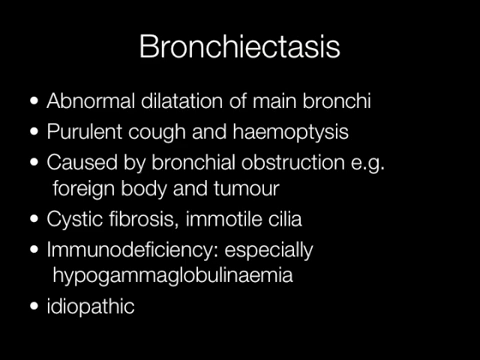 Bronchiectasis
• Abnormal dilatation of main bronchi
• Purulent cough and haemoptysis
• Caused by bronchial obstruction e.g.
foreign body and tumour
• Cystic fibrosis, immotile cilia
• Immunodeficiency: especially
hypogammaglobulinaemia
• idiopathic